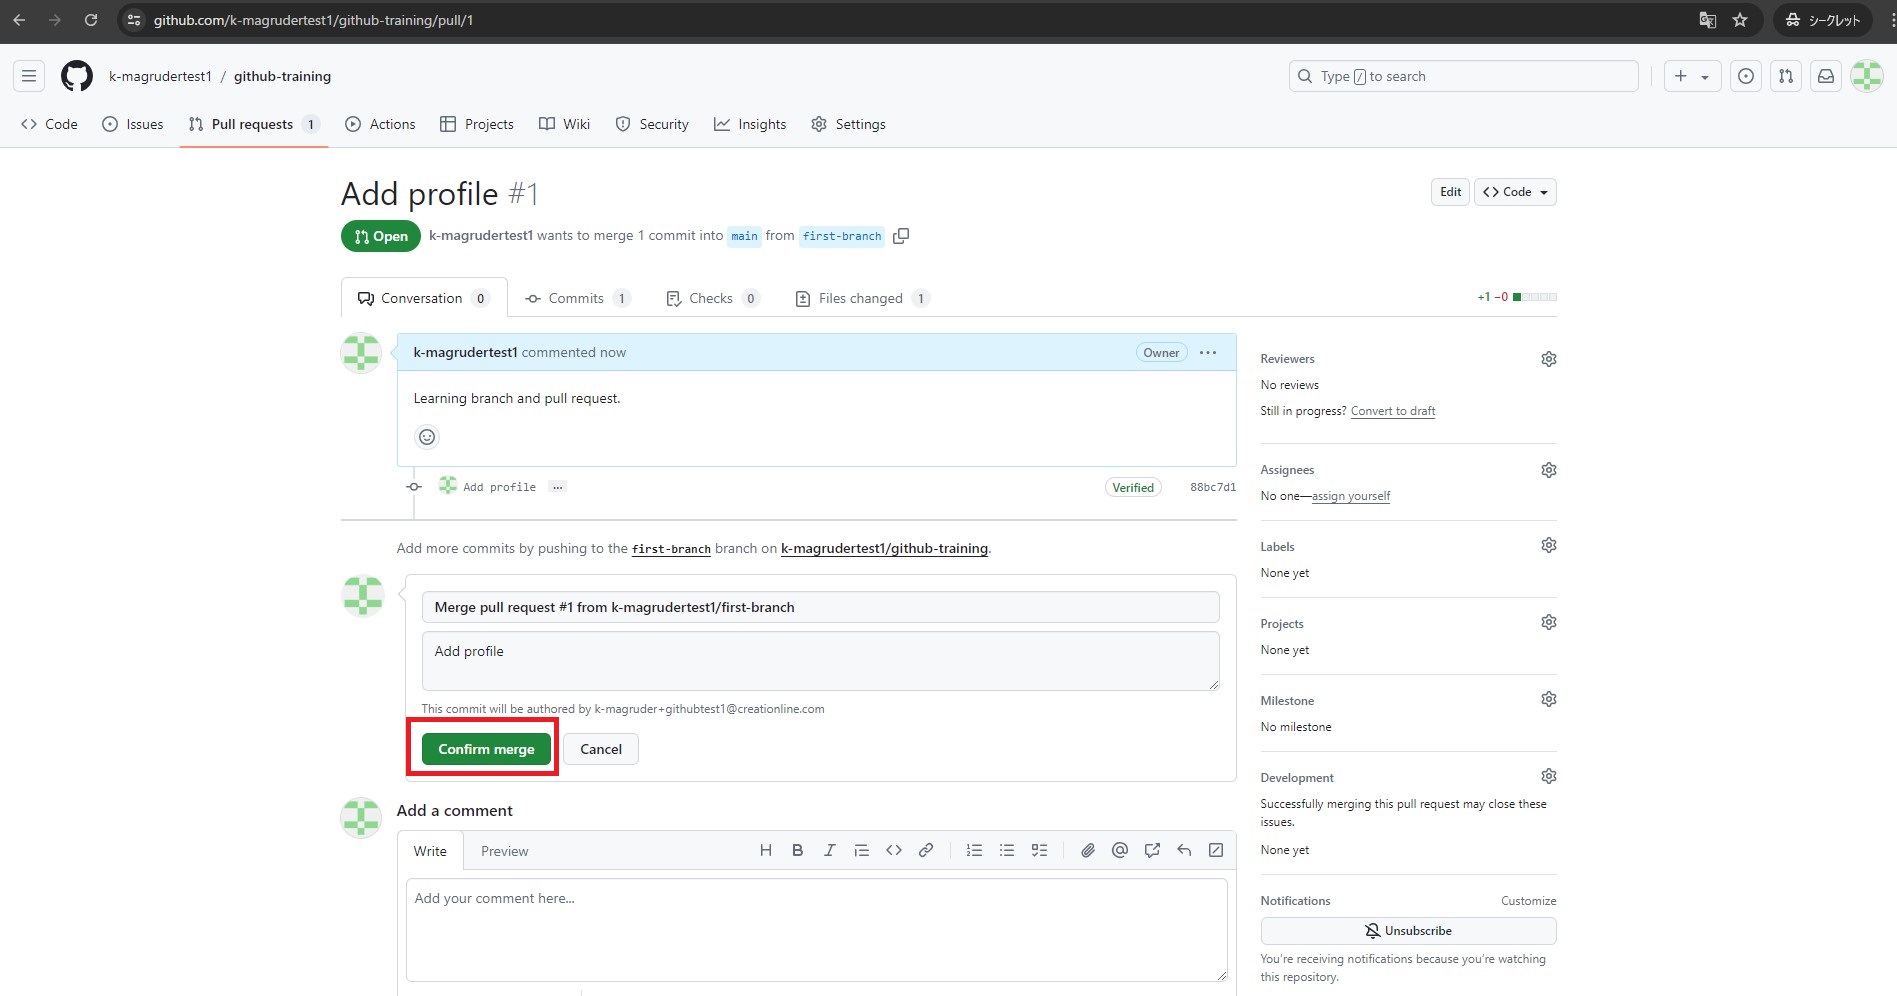 github.com/k-magrudertest1/github-training/pull/1
シークレット
k-magrudertest1 / github-training
Type / to search
Code
Issues
Pull requests 1
Actions
Projects
Wiki
Security
Insights
Settings
Add profile #1
Edit
Code
Open
k-magrudertest1 wants to merge 1 commit into main from first-branch
Conversation 0
Commits 1
Checks 0
Files changed 1
+1 −0
k-magrudertest1 commented now
Owner
Learning branch and pull request.
Add profile ...
Verified
88bc7d1
Add more commits by pushing to the first-branch branch on k-magrudertest1/github-training.
Merge pull request #1 from k-magrudertest1/first-branch
Add profile
This commit will be authored by k-magruder+githubtest1@creationline.com
Confirm merge
Cancel
Add a comment
Write
Preview
Add your comment here...
Reviewers
No reviews
Still in progress? Convert to draft
Assignees
No one—assign yourself
Labels
None yet
Projects
None yet
Milestone
No milestone
Development
Successfully merging this pull request may close these
issues.
None yet
Notifications
Customize
Unsubscribe
You're receiving notifications because you're watching
this repository.